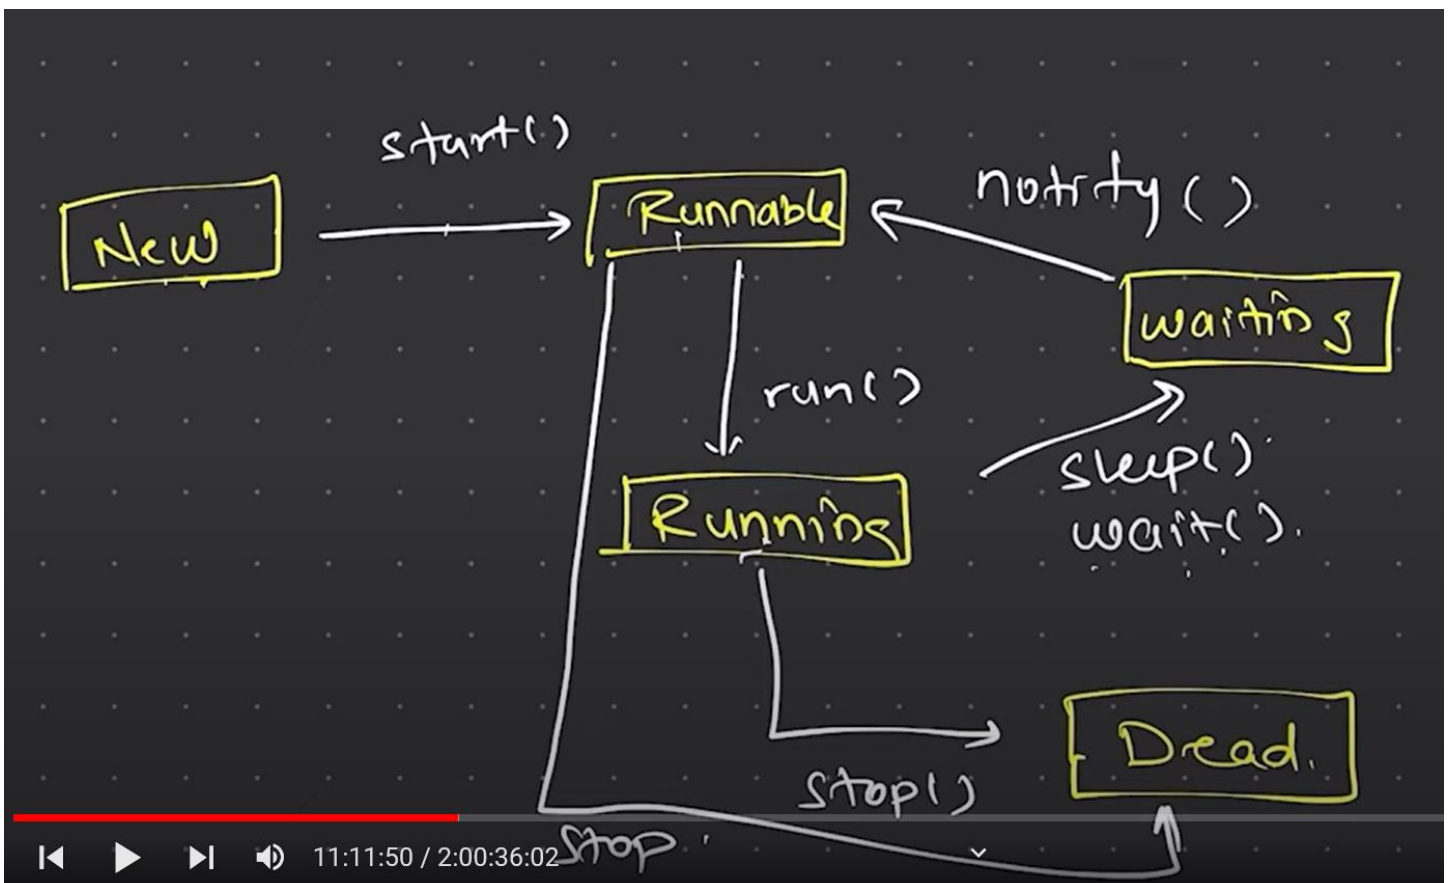 start()
New
Runnable
notify()
waiting
run()
Running
sleep()
wait().
Dead.
stop()
stop
11:11:50 / 2:00:36:02